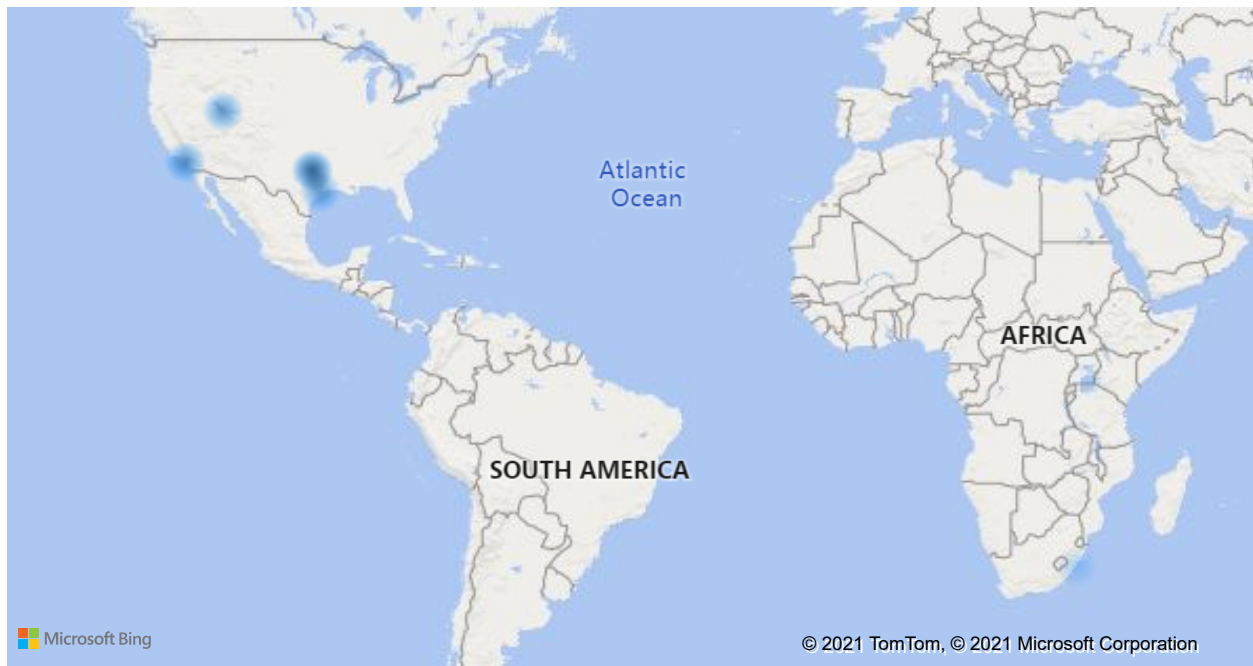 Atlantic
Ocean
AFRICA
SOUTH AMERICA
Microsoft Bing
© 2021 TomTom, © 2021 Microsoft Corporation